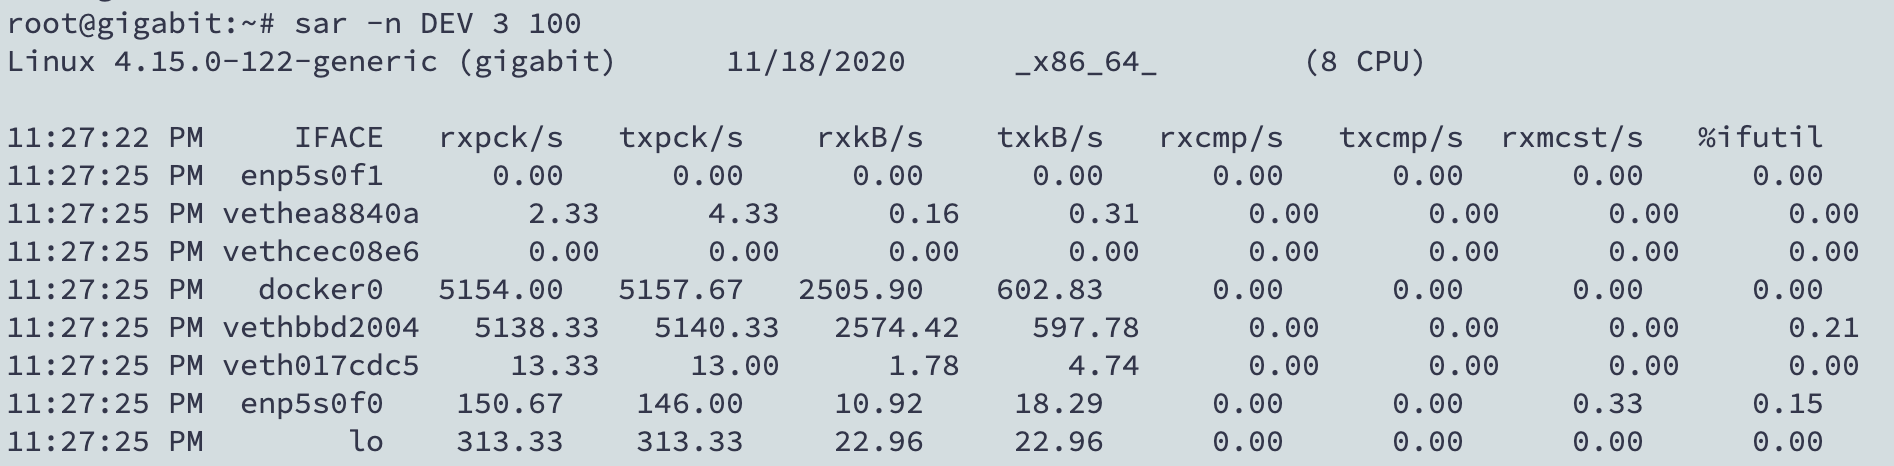 root@gigabit:~# sar -n DEV 3 100
Linux 4.15.0-122-generic (gigabit)      11/18/2020      _x86_64_        (8 CPU)

11:27:22 PM     IFACE   rxpck/s   txpck/s    rxkB/s    txkB/s   rxcmp/s   txcmp/s  rxmcst/s   %ifutil
11:27:25 PM  enp5s0f1      0.00      0.00      0.00      0.00      0.00      0.00      0.00      0.00
11:27:25 PM vethea8840a      2.33      4.33      0.16      0.31      0.00      0.00      0.00      0.00
11:27:25 PM vethcec08e6      0.00      0.00      0.00      0.00      0.00      0.00      0.00      0.00
11:27:25 PM   docker0   5154.00   5157.67   2505.90    602.83      0.00      0.00      0.00      0.00
11:27:25 PM vethbbd2004   5138.33   5140.33   2574.42    597.78      0.00      0.00      0.00      0.21
11:27:25 PM veth017cdc5     13.33     13.00      1.78      4.74      0.00      0.00      0.00      0.00
11:27:25 PM  enp5s0f0    150.67    146.00     10.92     18.29      0.00      0.00      0.33      0.15
11:27:25 PM        lo    313.33    313.33     22.96     22.96      0.00      0.00      0.00      0.00